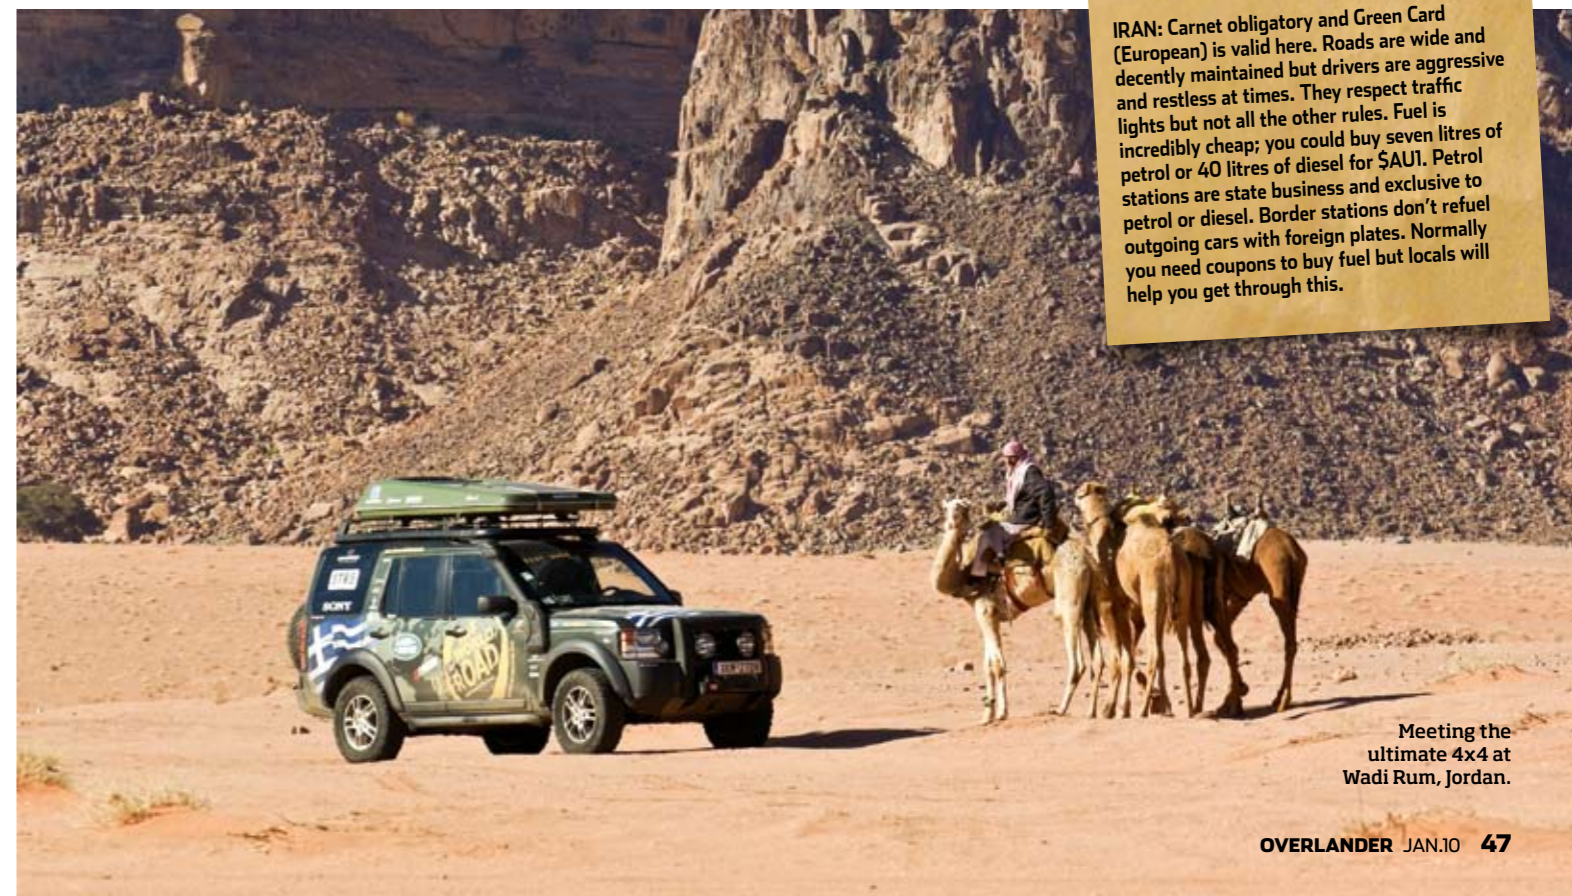 IRAN: Carnet obligatory and Green Card
(European) is valid here. Roads are wide and
decently maintained but drivers are aggressive
and restless at times. They respect traffic
lights but not all the other rules. Fuel is
incredibly cheap; you could buy seven litres of
petrol or 40 litres of diesel for $AU1. Petrol
stations are state business and exclusive to
petrol or diesel. Border stations don't refuel
outgoing cars with foreign plates. Normally
you need coupons to buy fuel but locals will
help you get through this.
SONY
ROAD
Meeting the
ultimate 4x4 at
Wadi Rum, Jordan.
OVERLANDER JAN.10 47